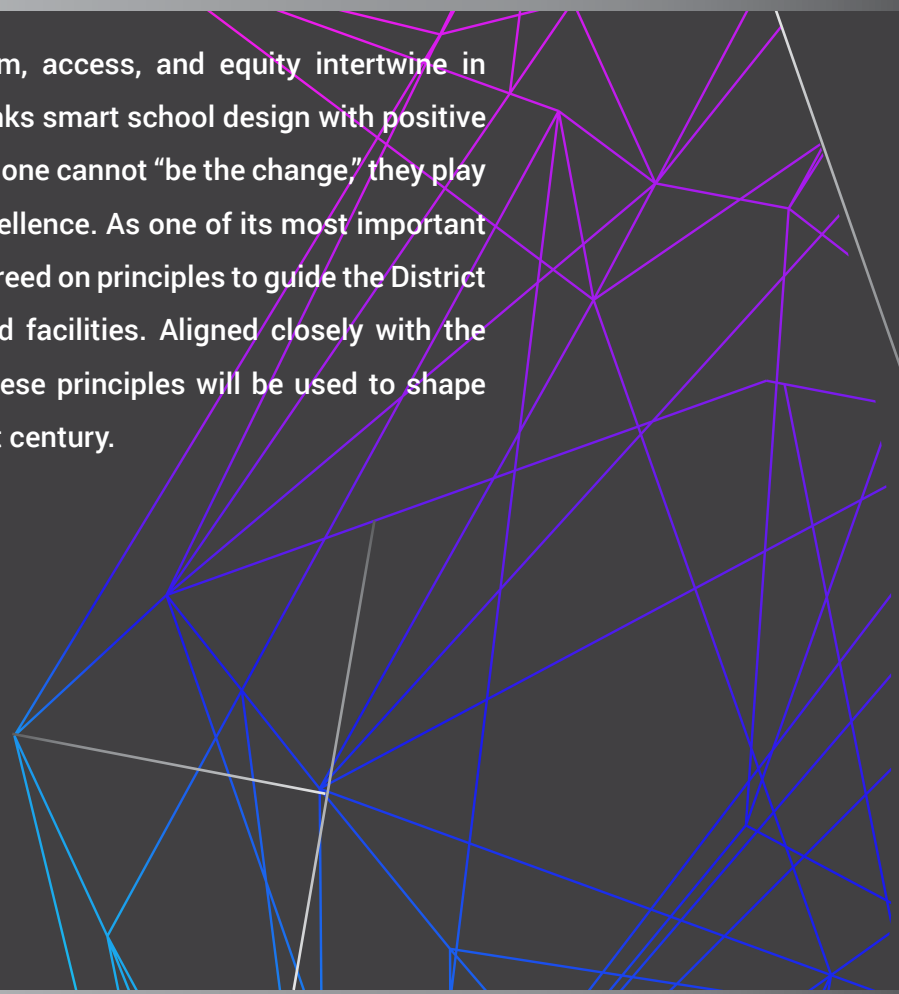 m, access, and equity intertwine in
nks smart school design with positive
one cannot “be the change,” they play
ellence. As one of its most important
reed on principles to guide the District
d facilities. Aligned closely with the
ese principles will be used to shape
t century.